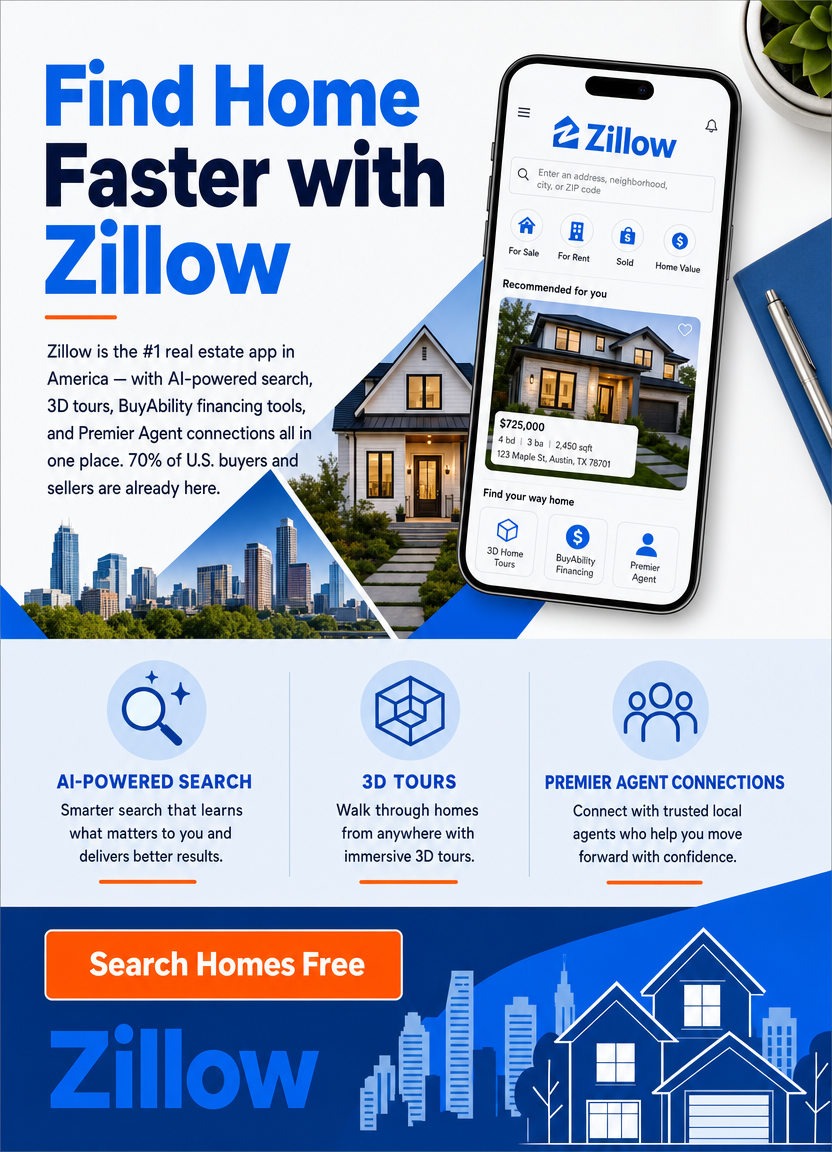 Find Home
Faster with
Zillow
Zillow is the #1 real estate app in
America — with AI-powered search,
3D tours, BuyAbility financing tools,
and Premier Agent connections all in
one place. 70% of U.S. buyers and
sellers are already here.
Zillow
Enter an address, neighborhood,
city, or ZIP code
For Sale
For Rent
Sold
Home Value
Recommended for you
$725,000
4 bd | 3 ba | 2,450 sqft
123 Maple St, Austin, TX 78701
Find your way home
3D Home
Tours
BuyAbility
Financing
Premier
Agent
AI-POWERED SEARCH
Smarter search that learns
what matters to you and
delivers better results.
3D TOURS
Walk through homes
from anywhere with
immersive 3D tours.
PREMIER AGENT CONNECTIONS
Connect with trusted local
agents who help you move
forward with confidence.
Search Homes Free
Zillow